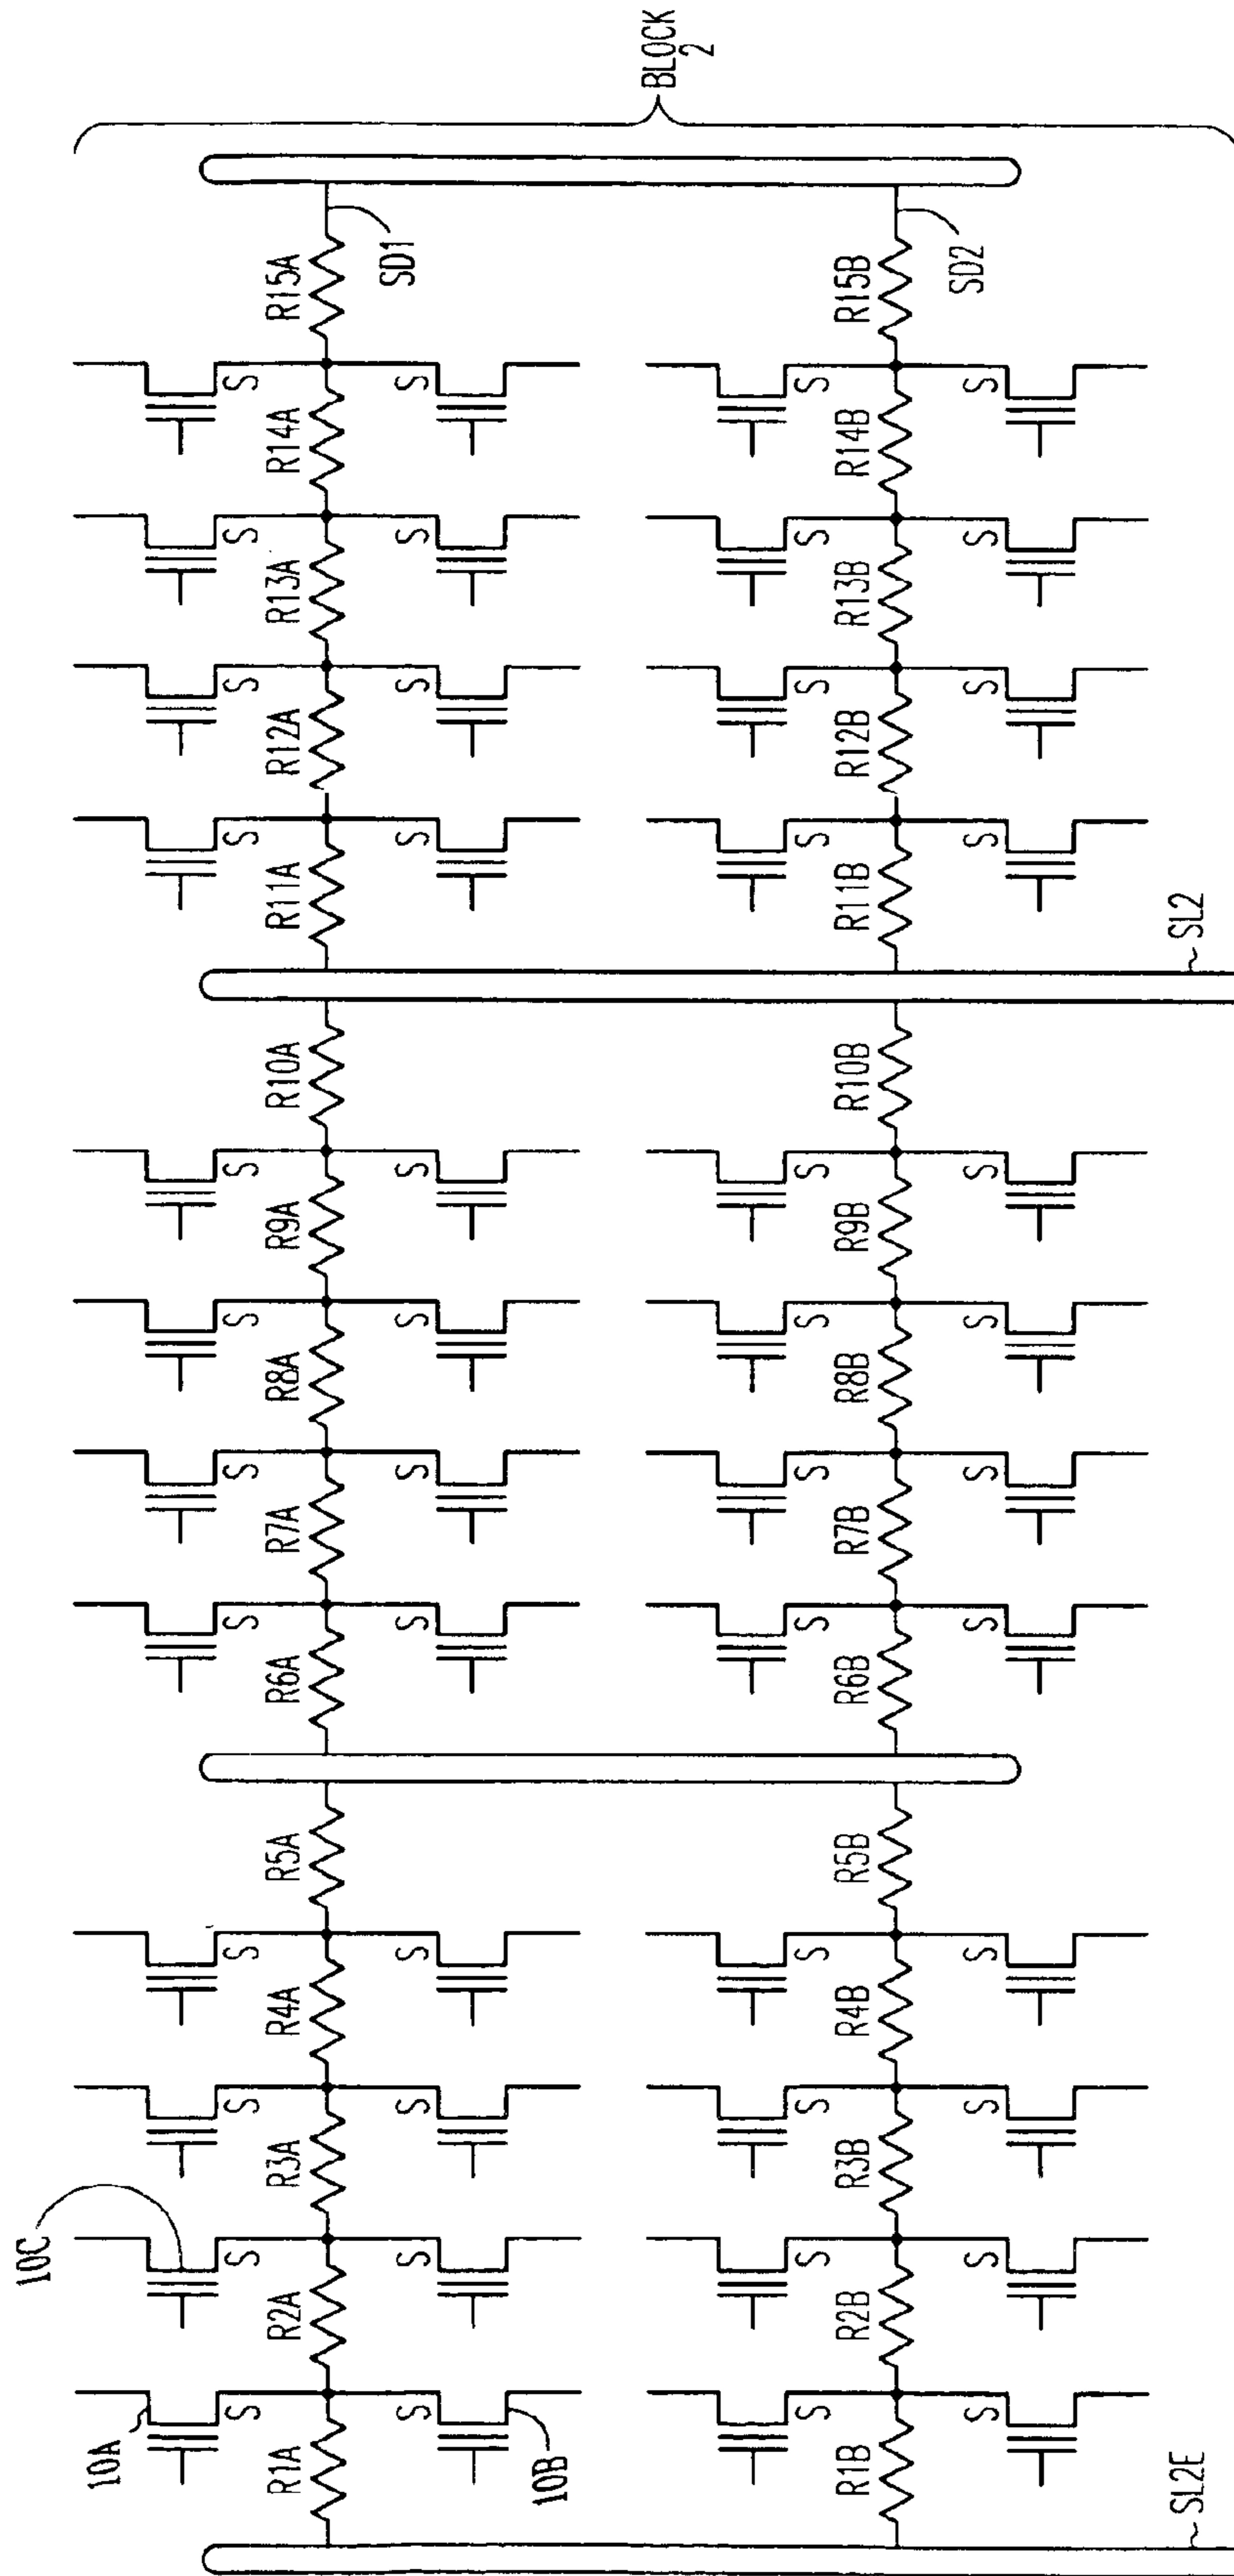 10C
10A
S S S S S S S S S S S S
R1A R2A R3A R4A R5A R6A R7A R8A R9A R10A R11A R12A R13A R14A R15A
S S S S S S S S S S S S
SD1
10B
BLOCK
2
S S S S S S S S S S S S
R1B R2B R3B R4B R5B R6B R7B R8B R9B R10B R11B R12B R13B R14B R15B
S S S S S S S S S S S S
SD2
SL2E SL2